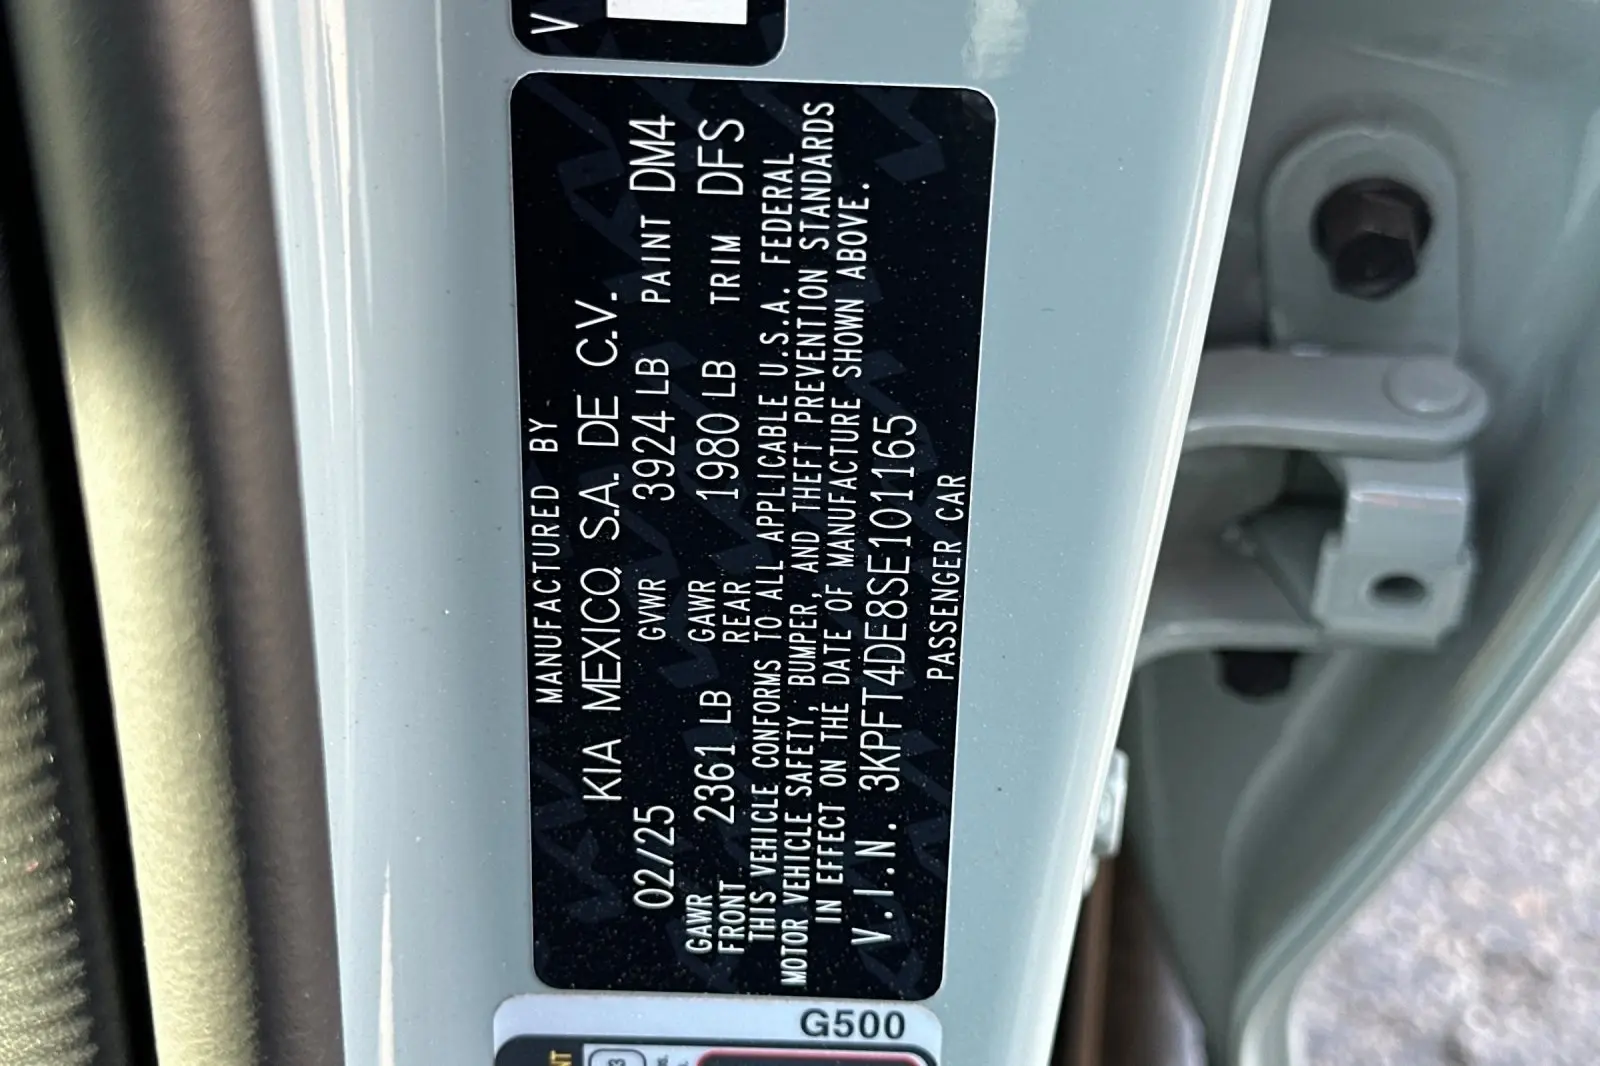 V
MANUFACTURED BY
KIA MEXICO, S.A. DE C.V.
02/25 GVWR 3924 LB PAINT DM4
GAWR FRONT 2361 LB GAWR REAR 1980 LB TRIM DFS
THIS VEHICLE CONFORMS TO ALL APPLICABLE U.S.A. FEDERAL
MOTOR VEHICLE SAFETY, BUMPER, AND THEFT PREVENTION STANDARDS
IN EFFECT ON THE DATE OF MANUFACTURE SHOWN ABOVE.
V.I.N. 3KPFT4DE8SE101165
PASSENGER CAR
G500